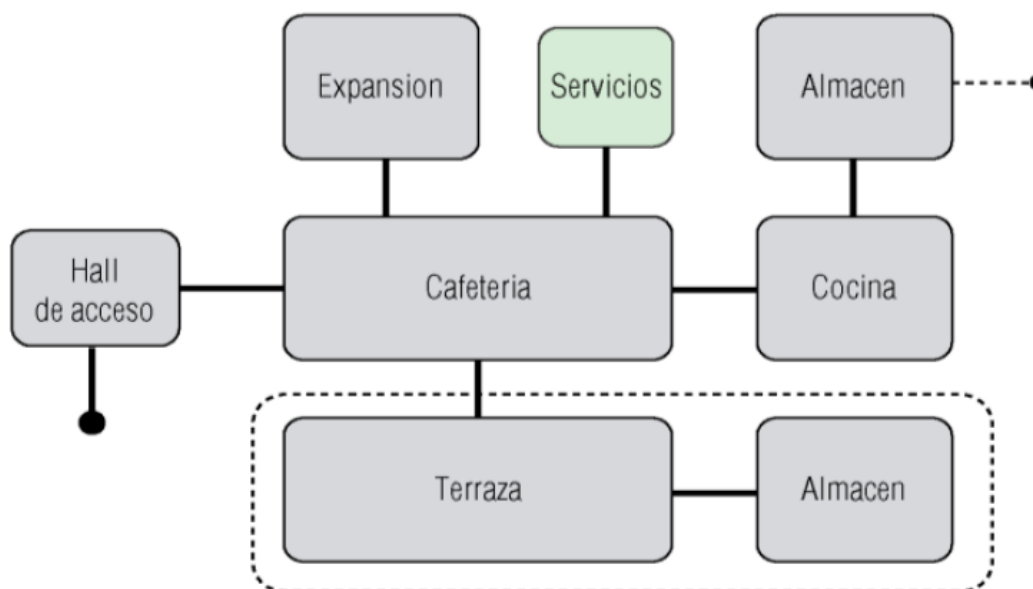 Expansion
Servicios
Almacen
Hall
de acceso
Cafeteria
Cocina
Terraza
Almacen